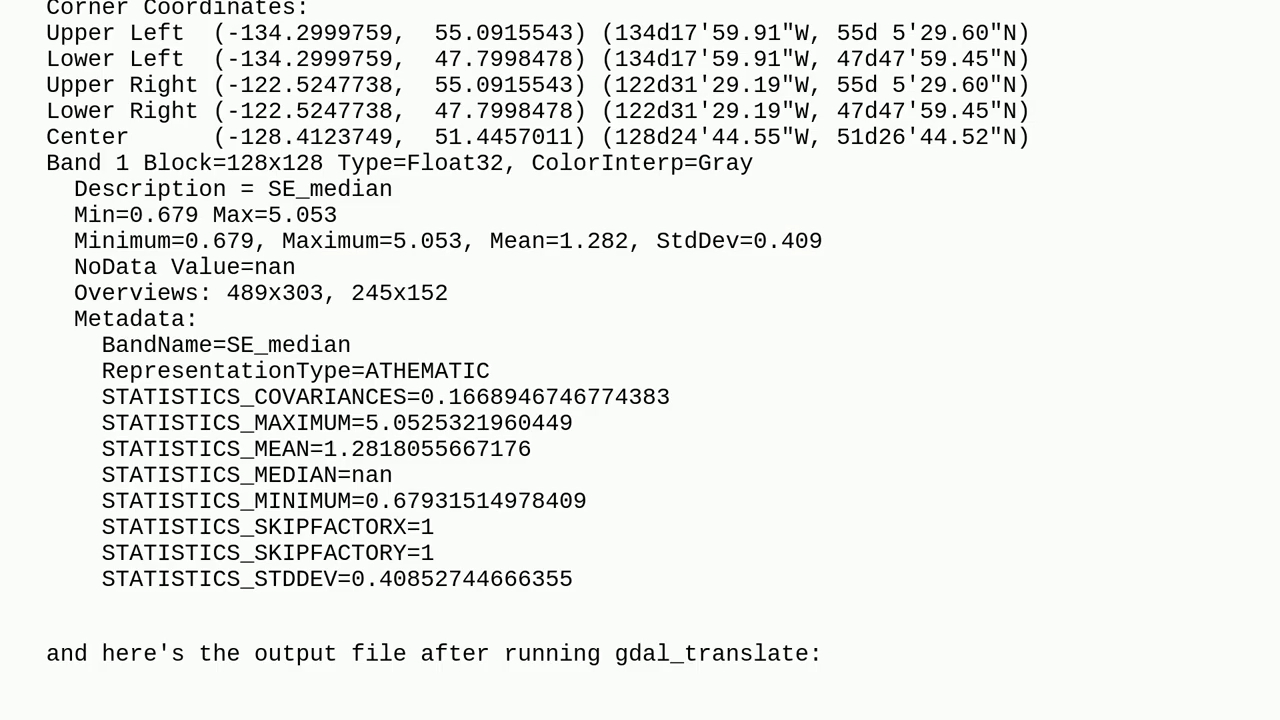 Corner Coordinates:
Upper Left  (-134.2999759,  55.0915543) (134d17'59.91"W, 55d 5'29.60"N)
Lower Left  (-134.2999759,  47.7998478) (134d17'59.91"W, 47d47'59.45"N)
Upper Right (-122.5247738,  55.0915543) (122d31'29.19"W, 55d 5'29.60"N)
Lower Right (-122.5247738,  47.7998478) (122d31'29.19"W, 47d47'59.45"N)
Center      (-128.4123749,  51.4457011) (128d24'44.55"W, 51d26'44.52"N)
Band 1 Block=128x128 Type=Float32, ColorInterp=Gray
  Description = SE_median
  Min=0.679 Max=5.053
  Minimum=0.679, Maximum=5.053, Mean=1.282, StdDev=0.409
  NoData Value=nan
  Overviews: 489x303, 245x152
  Metadata:
    BandName=SE_median
    RepresentationType=ATHEMATIC
    STATISTICS_COVARIANCES=0.1668946746774383
    STATISTICS_MAXIMUM=5.0525321960449
    STATISTICS_MEAN=1.2818055667176
    STATISTICS_MEDIAN=nan
    STATISTICS_MINIMUM=0.67931514978409
    STATISTICS_SKIPFACTORX=1
    STATISTICS_SKIPFACTORY=1
    STATISTICS_STDDEV=0.40852744666355
and here's the output file after running gdal_translate: